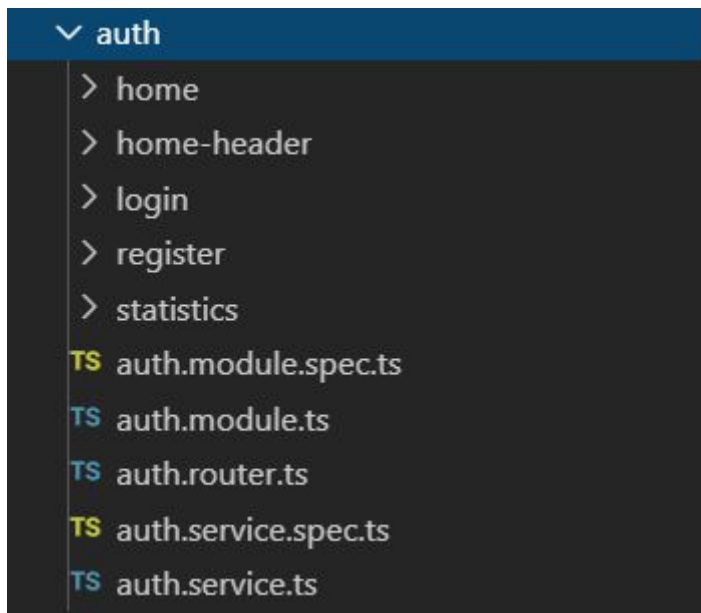 auth
home
home-header
login
register
statistics
TS auth.module.spec.ts
TS auth.module.ts
TS auth.router.ts
TS auth.service.spec.ts
TS auth.service.ts